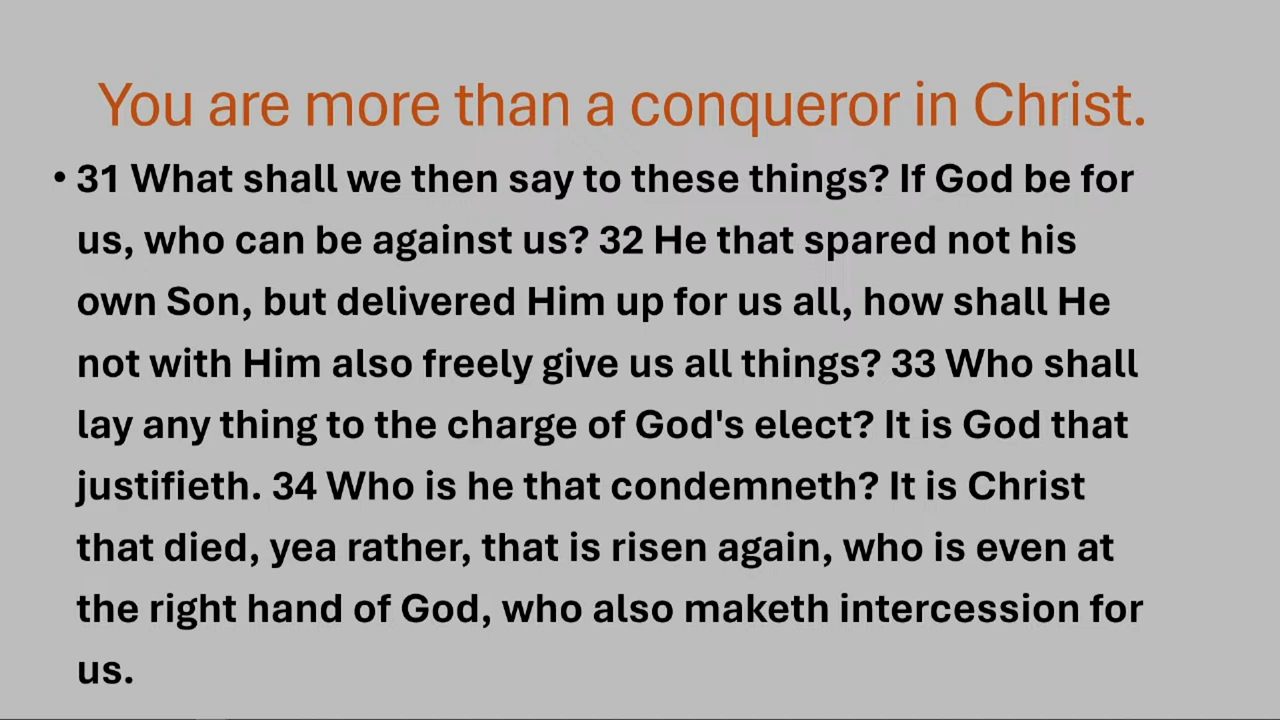 You are more than a conqueror in Christ.
• 31 What shall we then say to these things? If God be for
us, who can be against us? 32 He that spared not his
own Son, but delivered Him up for us all, how shall He
not with Him also freely give us all things? 33 Who shall
lay any thing to the charge of God's elect? It is God that
justifieth. 34 Who is he that condemneth? It is Christ
that died, yea rather, that is risen again, who is even at
the right hand of God, who also maketh intercession for
us.